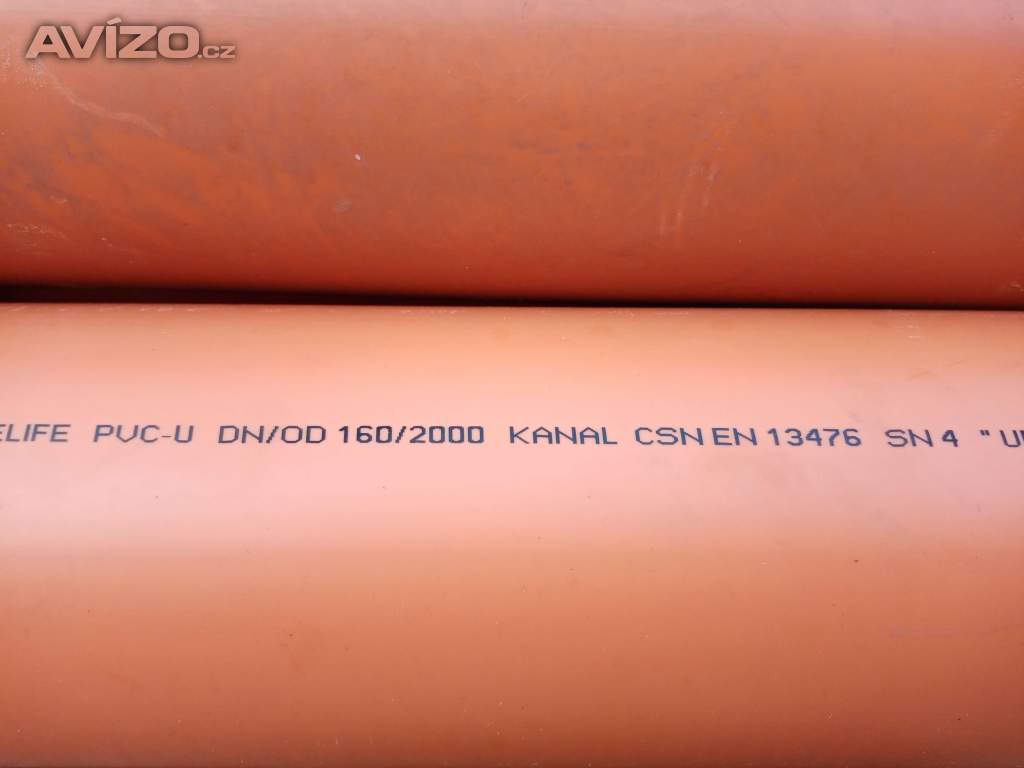 AVÍZO.cz
ELIFE PVC-U DN/OD 160/2000 KANAL CSN EN 13476 SN 4 "